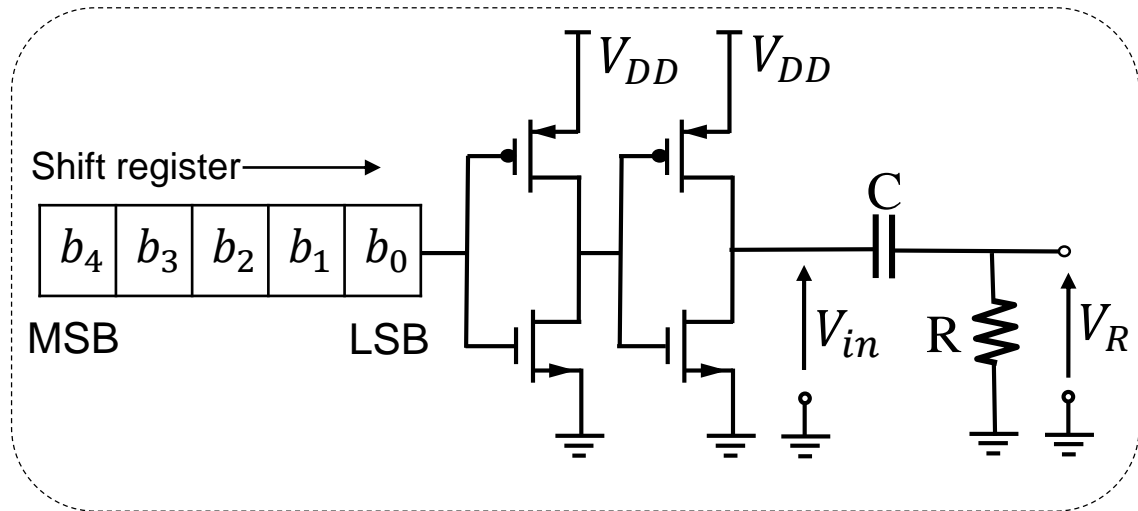 V_DD V_DD
Shift register
C
b_4 b_3 b_2 b_1 b_0
MSB LSB
V_in
R
V_R